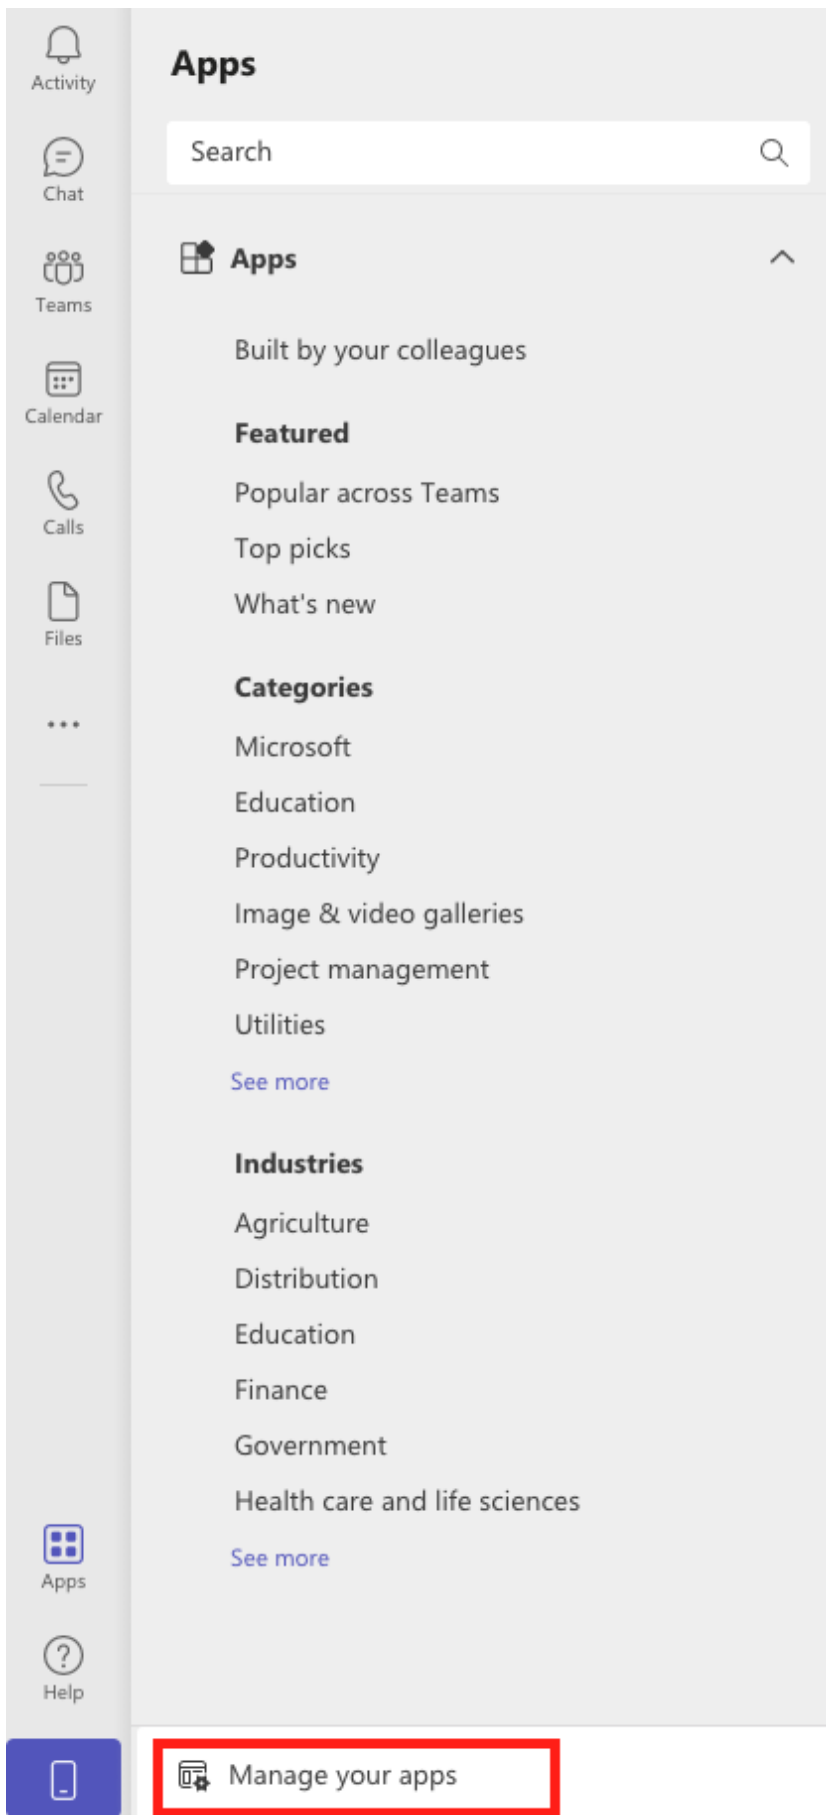 Activity
Chat
Teams
Calendar
Calls
Files
Apps
Help
Apps
Search
Apps
Built by your colleagues
Featured
Popular across Teams
Top picks
What's new
Categories
Microsoft
Education
Productivity
Image & video galleries
Project management
Utilities
See more
Industries
Agriculture
Distribution
Education
Finance
Government
Health care and life sciences
See more
Manage your apps